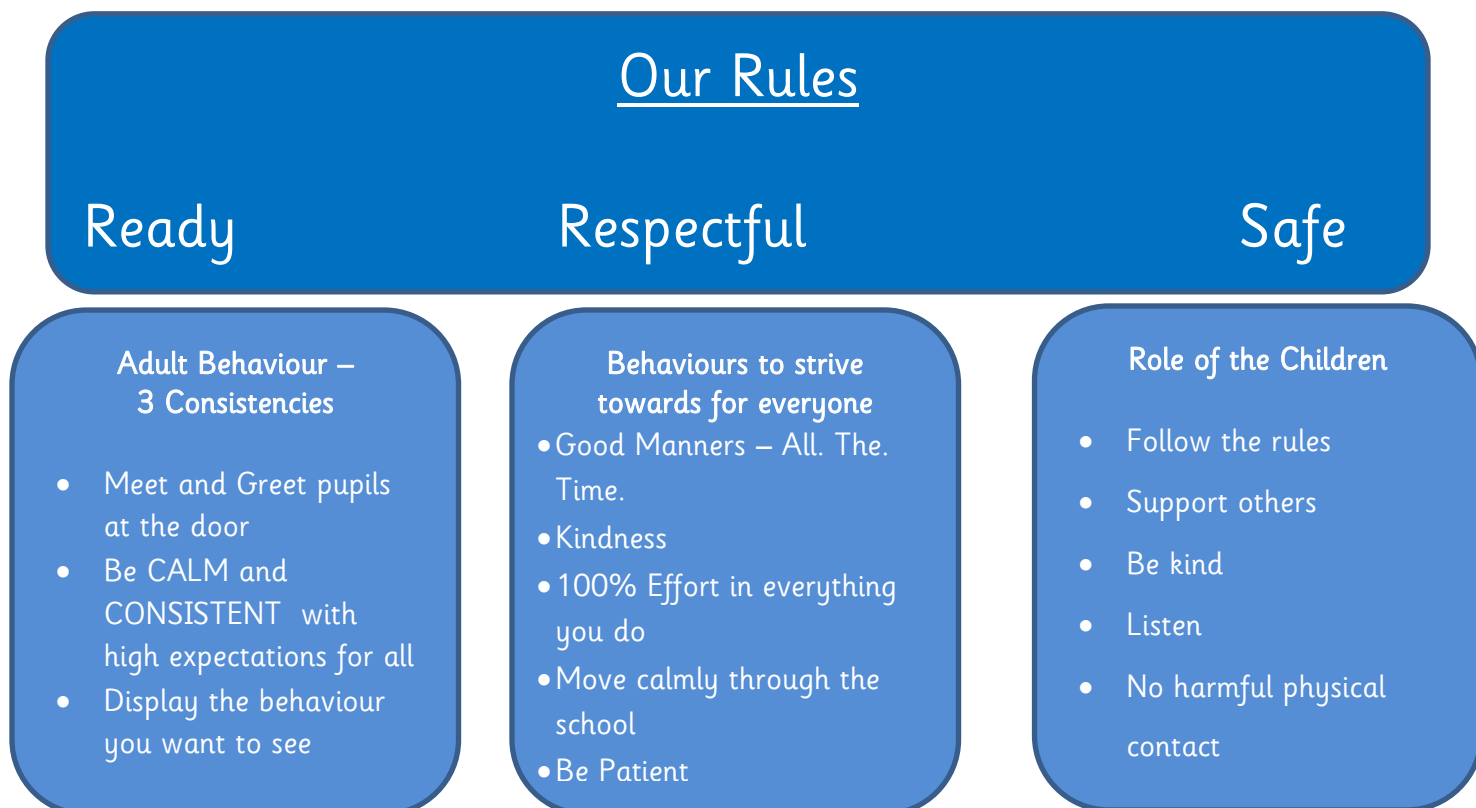 Our Rules
Ready Respectful Safe
Adult Behaviour –
3 Consistencies
• Meet and Greet pupils
at the door
• Be CALM and
CONSISTENT with
high expectations for all
• Display the behaviour
you want to see
Behaviours to strive
towards for everyone
• Good Manners – All. The.
Time.
• Kindness
• 100% Effort in everything
you do
• Move calmly through the
school
• Be Patient
Role of the Children
• Follow the rules
• Support others
• Be kind
• Listen
• No harmful physical
contact